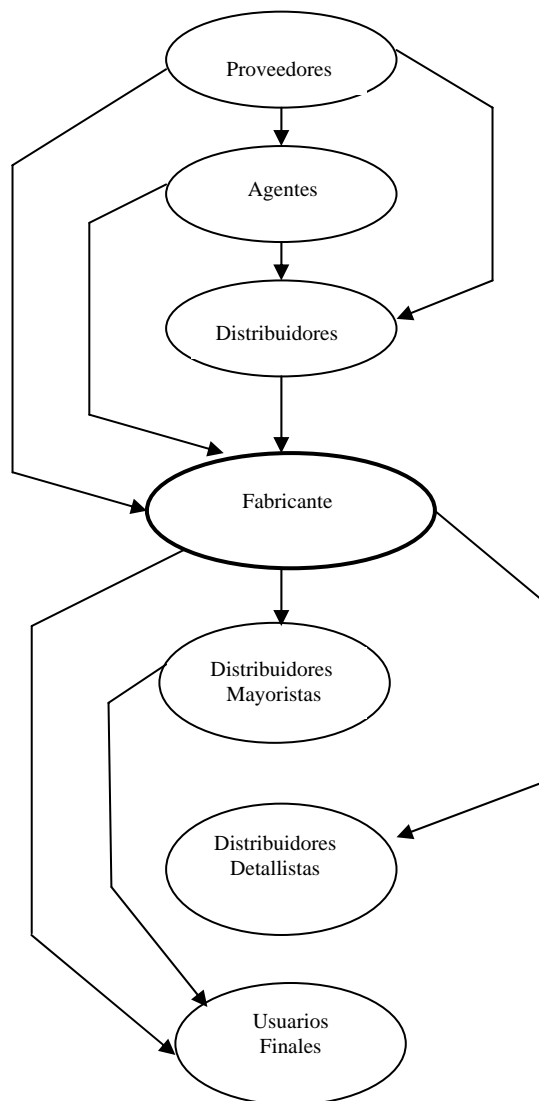 Proveedores
Agentes
Distribuidores
Fabricante
Distribuidores
Mayoristas
Distribuidores
Detallistas
Usuarios
Finales